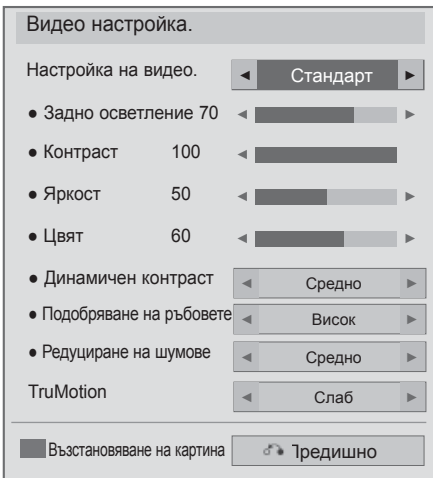 Видео настройка.
Настройка на видео. ◄ Стандарт ►
● Задно осветление 70
● Контраст 100
● Яркост 50
● Цвят 60
● Динамичен контраст ◄ Средно ►
● Подобряване на ръбовете ◄ Висок ►
● Редуциране на шумове ◄ Средно ►
TruMotion ◄ Слаб ►
Възстановяване на картина Предишно